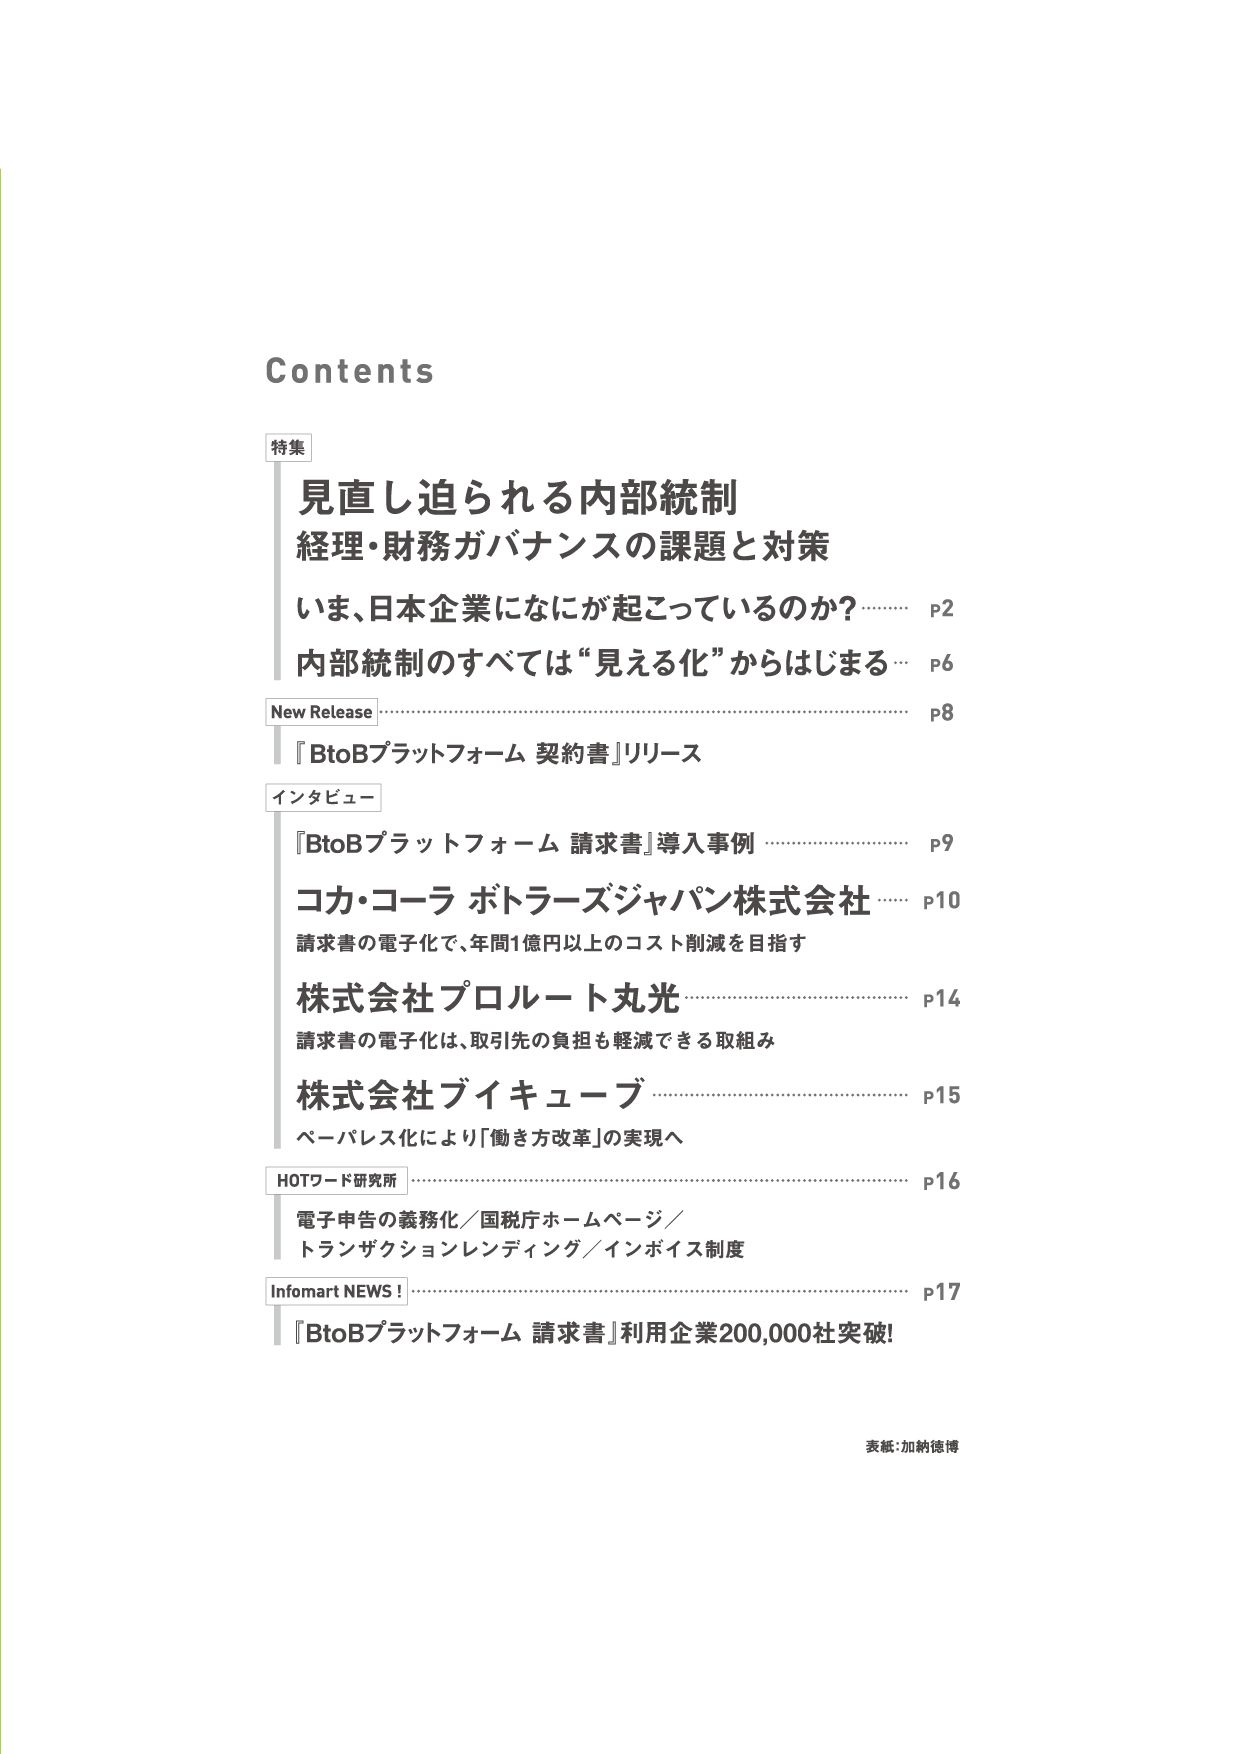 Contents
特集
見直し迫られる内部統制
経理・財務ガバナンスの課題と対策
いま、日本企業になにが起こっているのか?……… P2
内部統制のすべては“見える化”からはじまる… P6
New Release……………………………………………… P8
『BtoBプラットフォーム 契約書』リリース
インタビュー
『BtoBプラットフォーム 請求書』導入事例…………………… P9
コカ・コーラ ボトラーズジャパン株式会社…… P10
請求書の電子化で、年間1億円以上のコスト削減を目指す
株式会社プロルート丸光………………………………… P14
請求書の電子化は、取引先の負担も軽減できる取組み
株式会社ブイキューブ…………………………………… P15
ペーパレス化により「働き方改革」の実現へ
HOTワード研究所……………………………………………… P16
電子申告の義務化／国税庁ホームページ／
トランザクションレンディング／インボイス制度
Infomart NEWS !……………………………………………… P17
『BtoBプラットフォーム 請求書』利用企業200,000社突破!
表紙:加納徳博